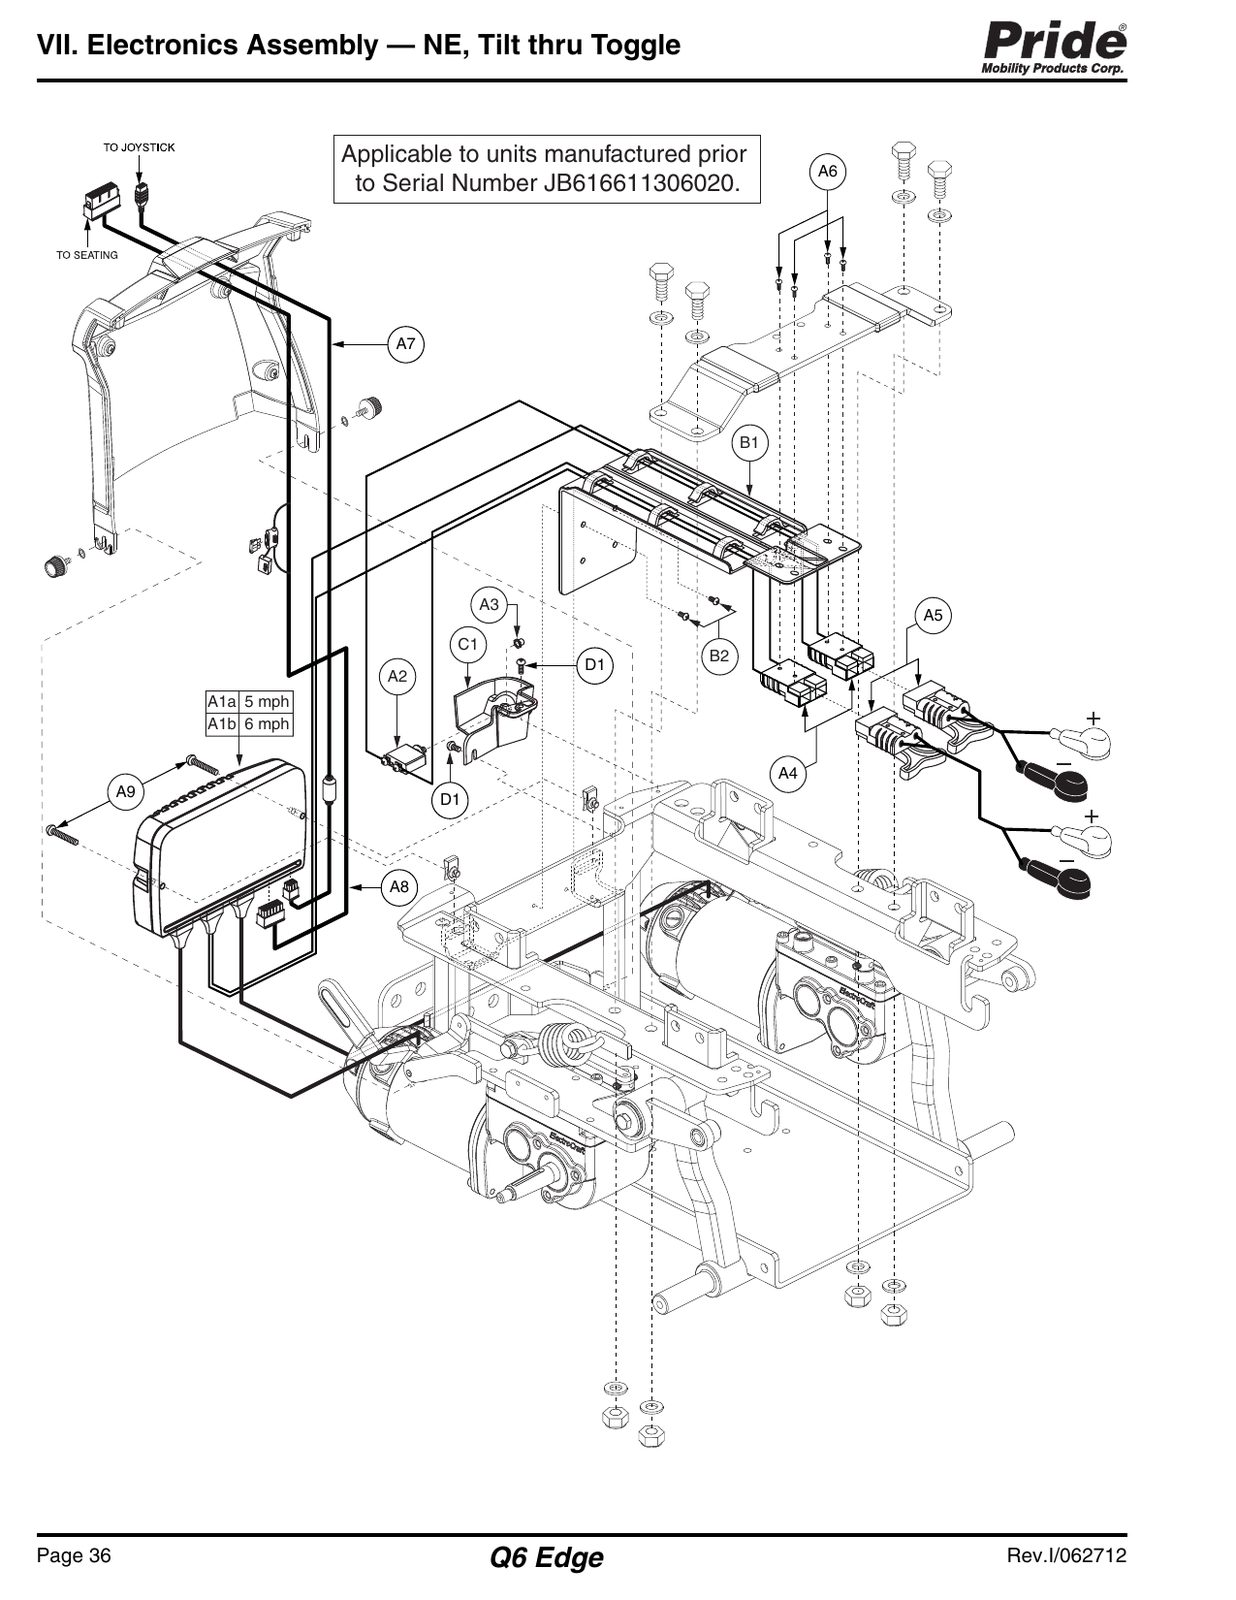 VII. Electronics Assembly — NE, Tilt thru Toggle
Pride®
Mobility Products Corp.
TO JOYSTICK
Applicable to units manufactured prior
to Serial Number JB616611306020.
A6
TO SEATING
A7
B1
A3
C1
A5
D1
B2
A2
A1a 5 mph
A1b 6 mph
+
−
A4
A9
D1
+
−
A8
ElectroCraft
ElectroCraft
Page 36
Q6 Edge
Rev.I/062712